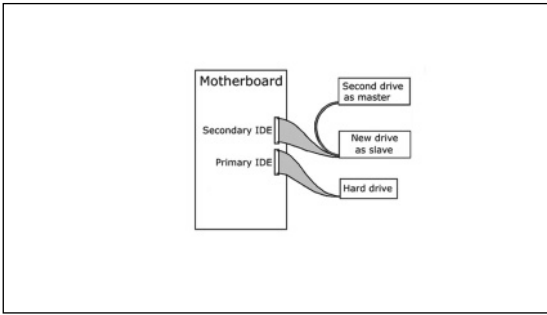 Motherboard
Second drive
as master
Secondary IDE
New drive
as slave
Primary IDE
Hard drive